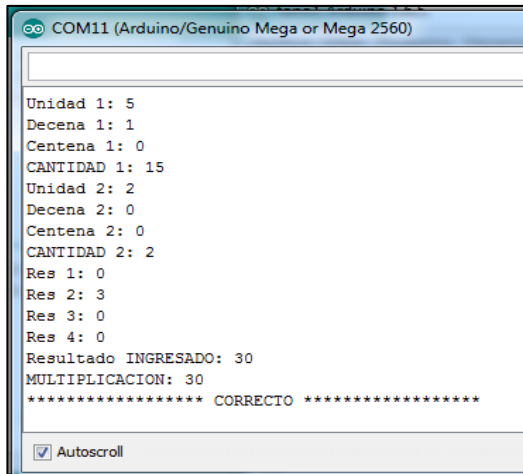 COM11 (Arduino/Genuino Mega or Mega 2560)
Unidad 1: 5
Decena 1: 1
Centena 1: 0
CANTIDAD 1: 15
Unidad 2: 2
Decena 2: 0
Centena 2: 0
CANTIDAD 2: 2
Res 1: 0
Res 2: 3
Res 3: 0
Res 4: 0
Resultado INGRESADO: 30
MULTIPLICACION: 30
****************** CORRECTO ******************
Autoscroll